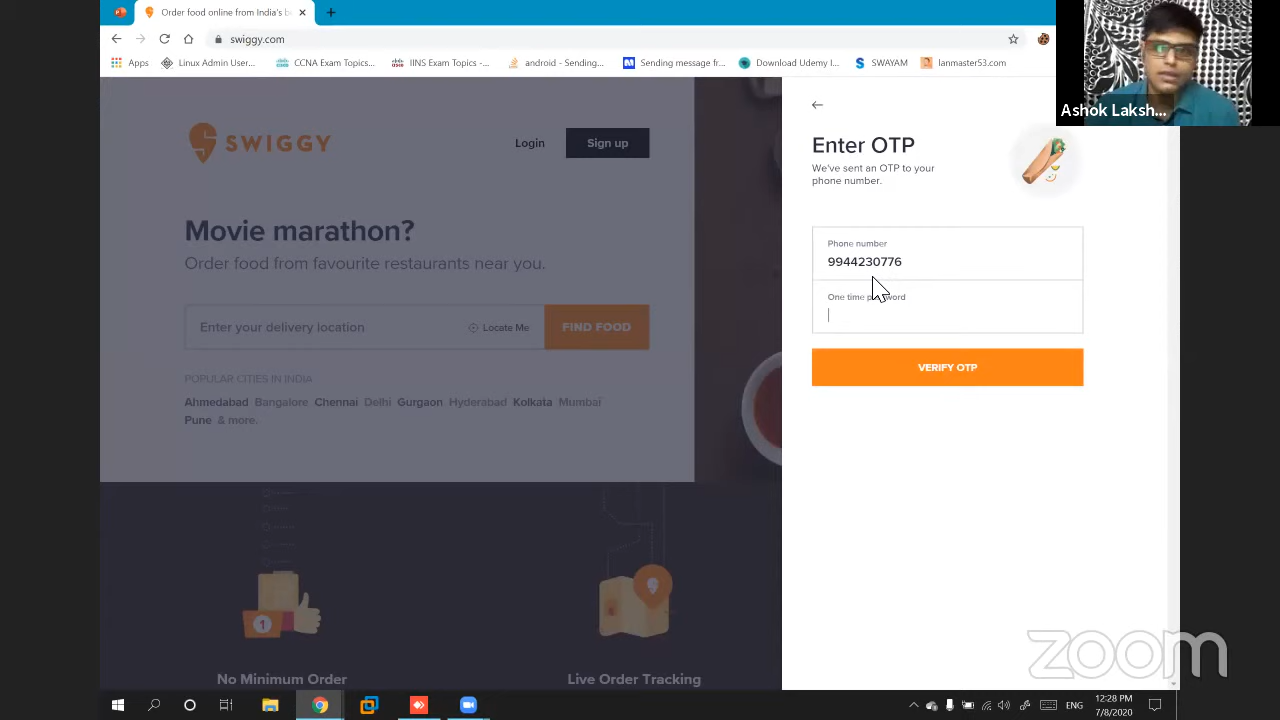 Order food online from India's b
swiggy.com
Apps
Linux Admin User...
CCNA Exam Topics...
IINS Exam Topics -...
android - Sending...
Sending message fr...
Download Udemy I...
SWAYAM
lanmaster53.com
Ashok Laksh...
SWIGGY
Login
Sign up
Movie marathon?
Order food from favourite restaurants near you.
Enter your delivery location
Locate Me
FIND FOOD
POPULAR CITIES IN INDIA
Ahmedabad Bangalore Chennai Delhi Gurgaon Hyderabad Kolkata Mumbai
Pune & more.
1
No Minimum Order
Live Order Tracking
Enter OTP
We've sent an OTP to your
phone number.
Phone number
9944230776
One time password
VERIFY OTP
zoom
ENG
12:28 PM
7/8/2020